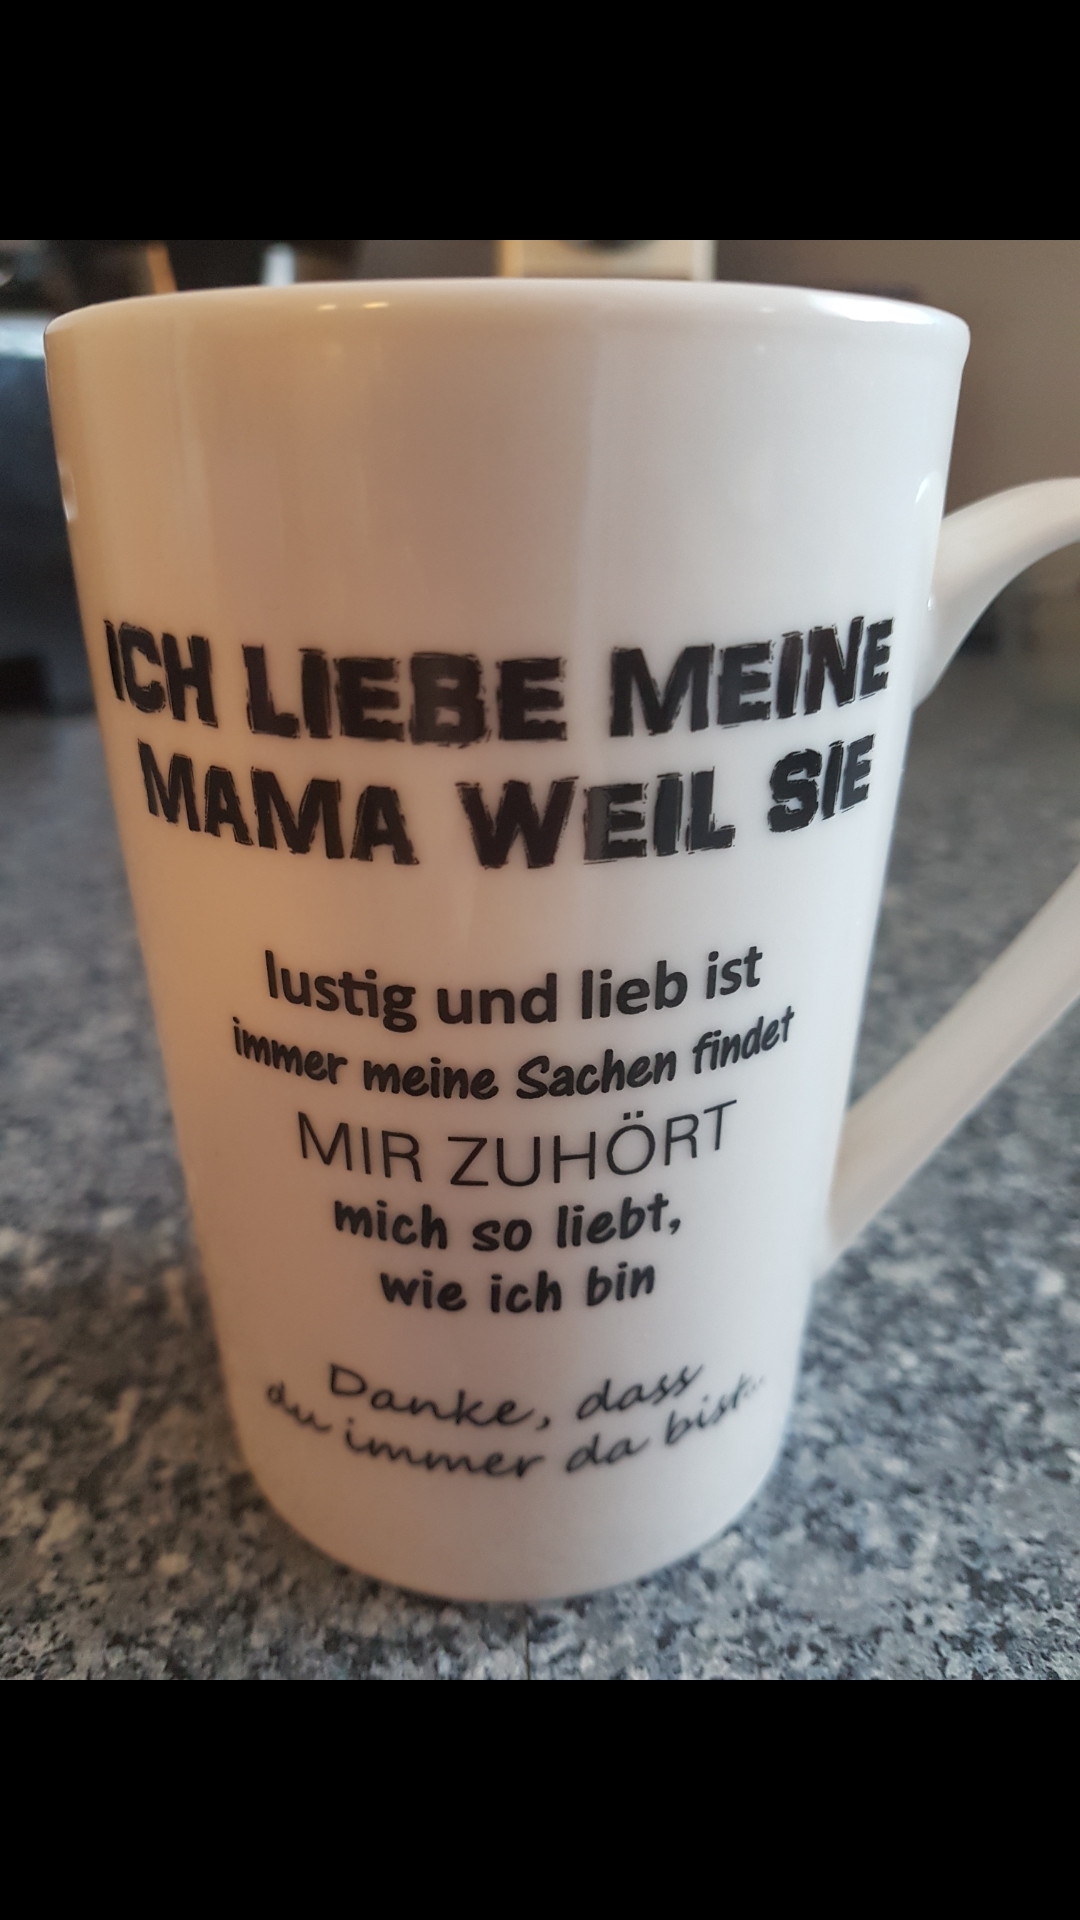 ICH LIEBE MEINE
MAMA WEIL SIE
lustig und lieb ist
immer meine Sachen findet
MIR ZUHÖRT
mich so liebt,
wie ich bin
Danke, dass
du immer da bist...